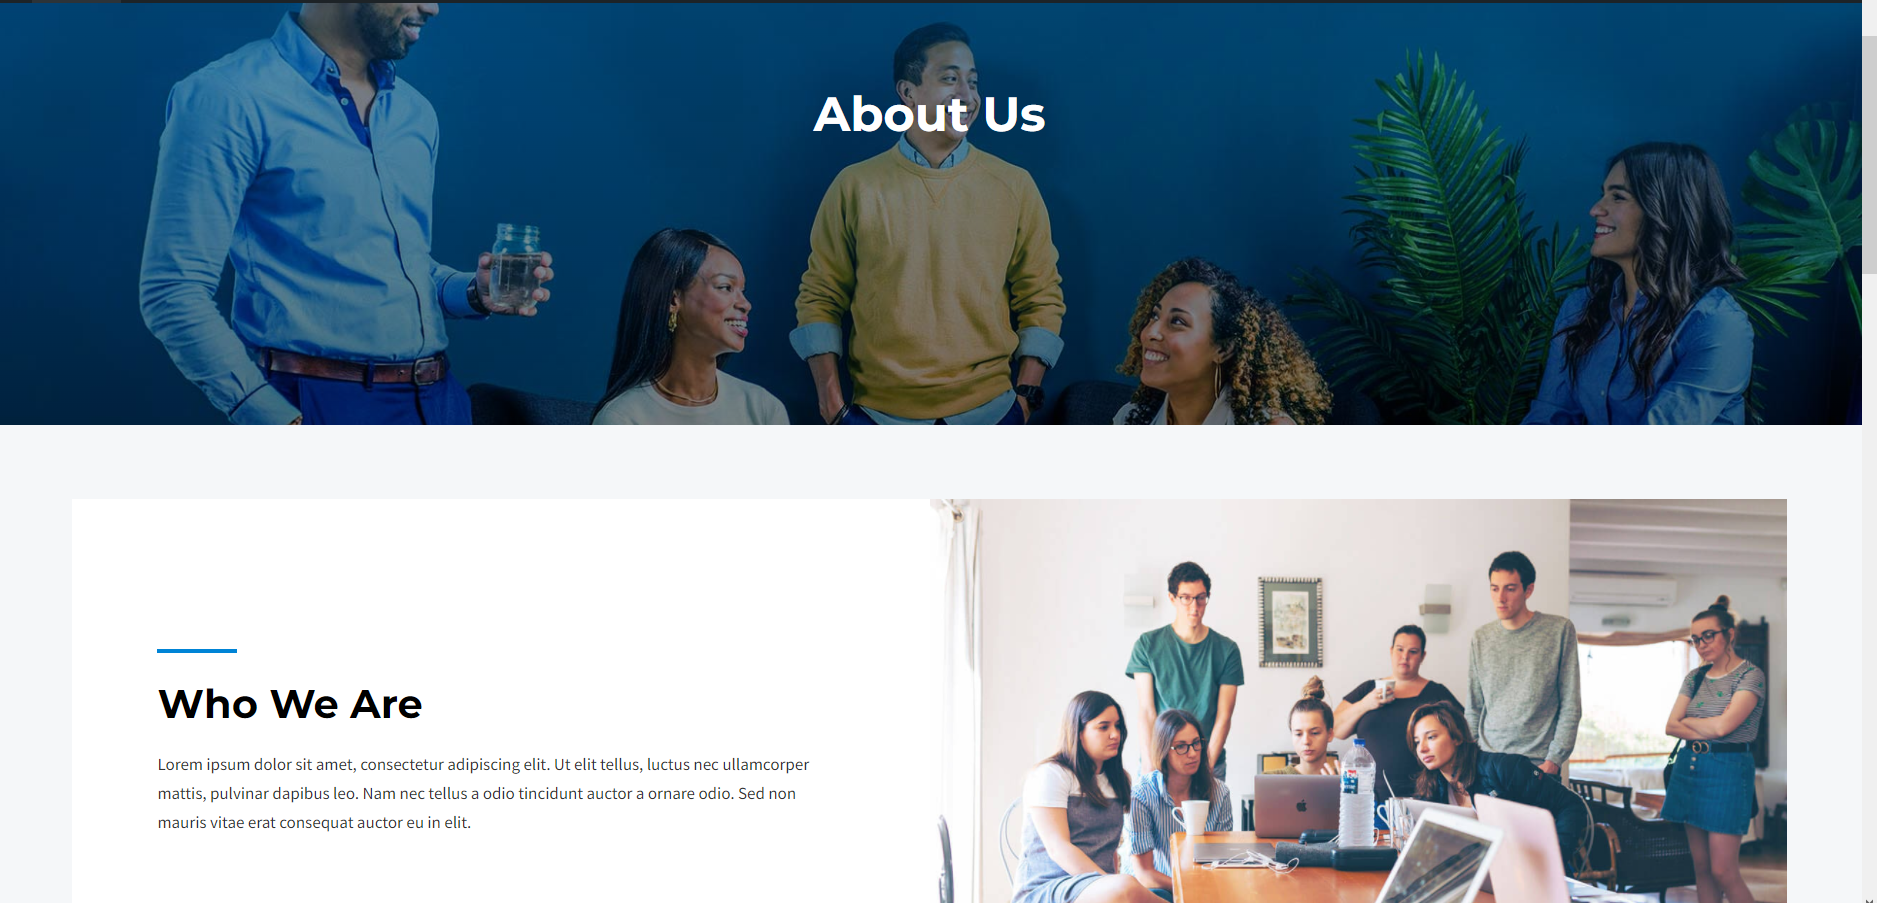 About Us
Who We Are
Lorem ipsum dolor sit amet, consectetur adipiscing elit. Ut elit tellus, luctus nec ullamcorper
mattis, pulvinar dapibus leo. Nam nec tellus a odio tincidunt auctor a ornare odio. Sed non
mauris vitae erat consequat auctor eu in elit.